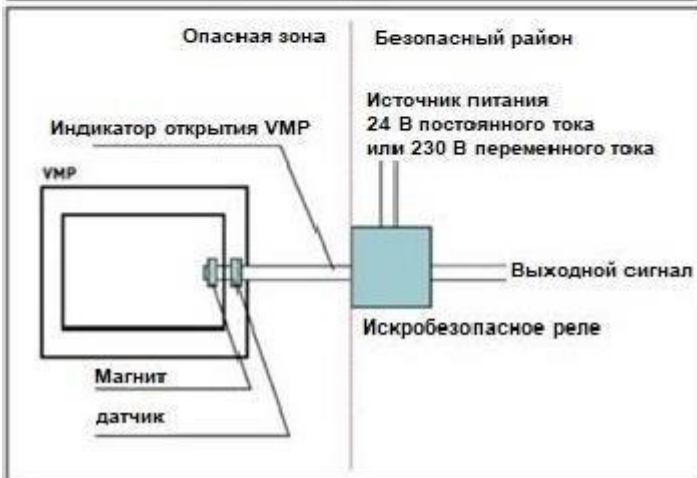 Опасная зона
Безопасный район
Источник питания
24 В постоянного тока
или 230 В переменного тока
Индикатор открытия VMP
VMP
Выходной сигнал
Искробезопасное реле
Магнит
датчик